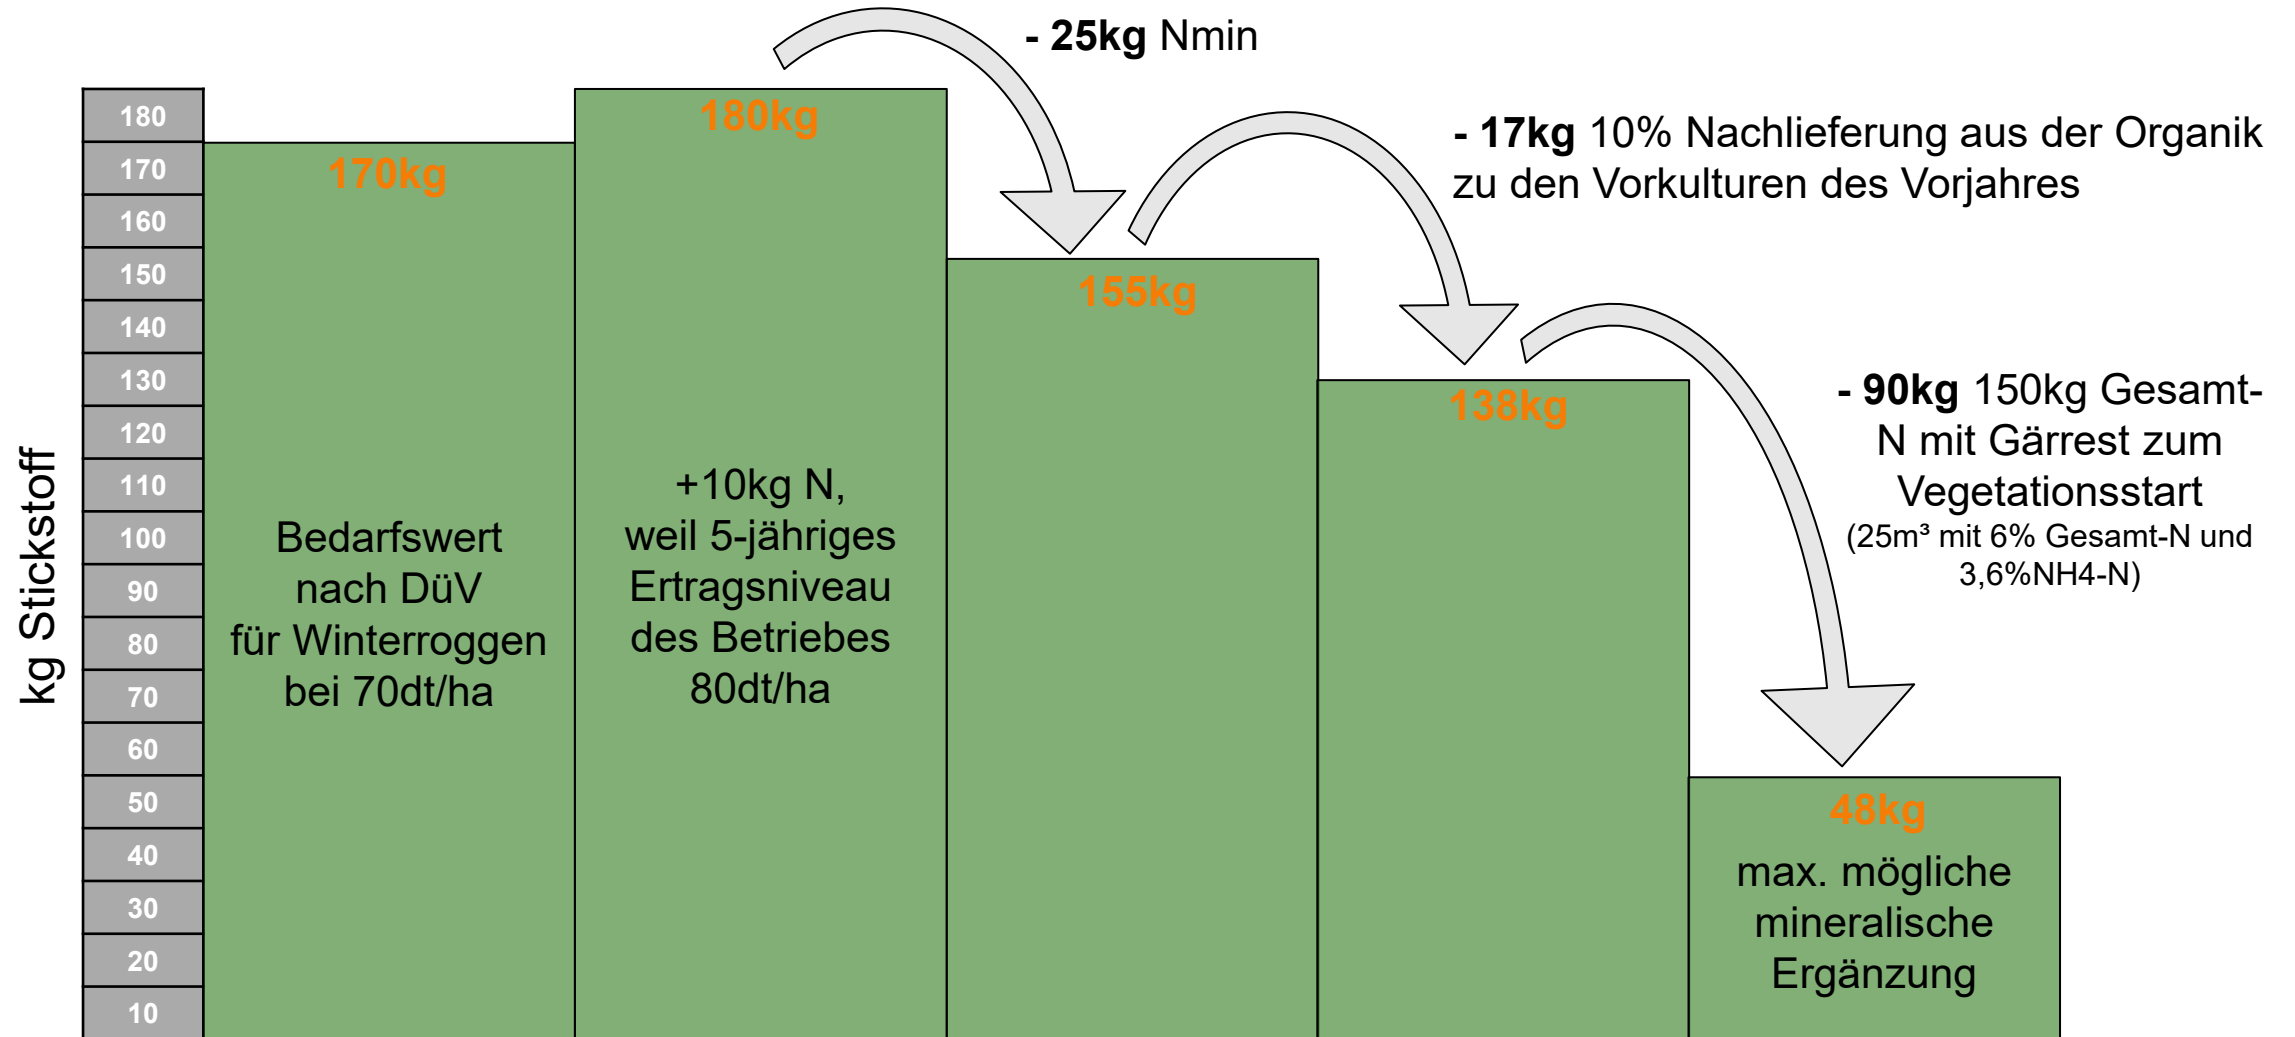 - 25kg Nmin
- 17kg 10% Nachlieferung aus der Organik
zu den Vorkulturen des Vorjahres
- 90kg 150kg Gesamt-
N mit Gärrest zum
Vegetationsstart
(25m³ mit 6% Gesamt-N und
3,6%NH4-N)
kg Stickstoff
180
170
160
150
140
130
120
110
100
90
80
70
60
50
40
30
20
10
170kg
Bedarfswert
nach DüV
für Winterroggen
bei 70dt/ha
180kg
+10kg N,
weil 5-jähriges
Ertragsniveau
des Betriebes
80dt/ha
155kg
138kg
48kg
max. mögliche
mineralische
Ergänzung